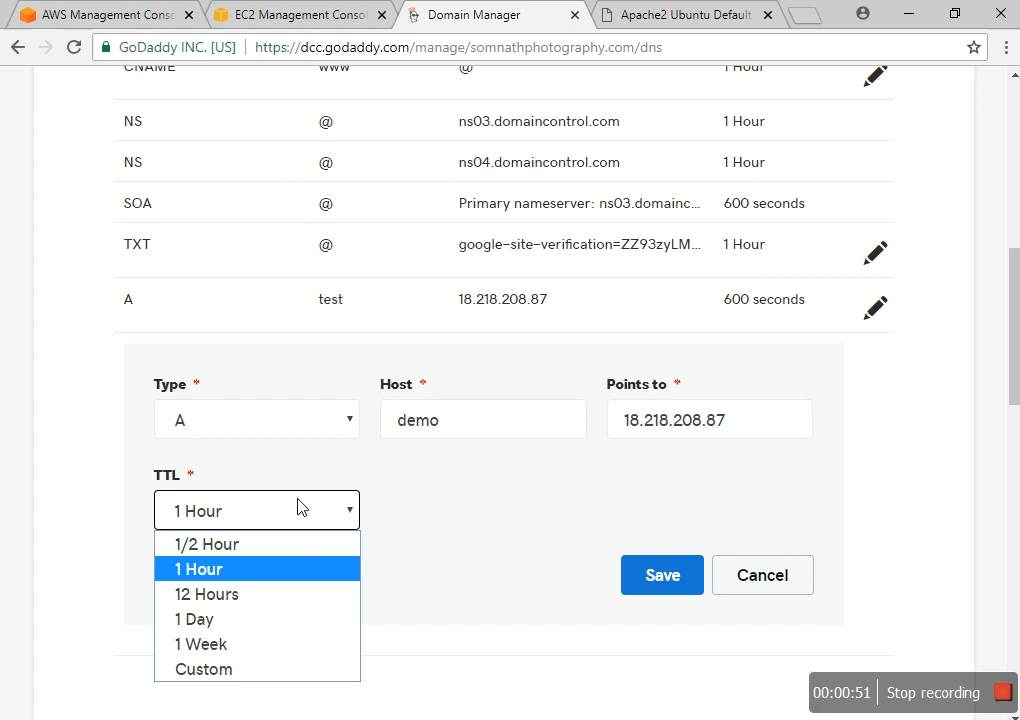 AWS Management Consc
EC2 Management Consol
Domain Manager
Apache2 Ubuntu Default
GoDaddy INC. [US]
https://dcc.godaddy.com/manage/somnathphotography.com/dns
CNAME www @ 1 Hour
NS @ ns03.domaincontrol.com 1 Hour
NS @ ns04.domaincontrol.com 1 Hour
SOA @ Primary nameserver: ns03.domainc... 600 seconds
TXT @ google-site-verification=ZZ93zyLM... 1 Hour
A test 18.218.208.87 600 seconds
Type * Host * Points to *
A demo 18.218.208.87
TTL *
1 Hour
1/2 Hour
1 Hour
12 Hours
1 Day
1 Week
Custom
Save Cancel
00:00:51 Stop recording